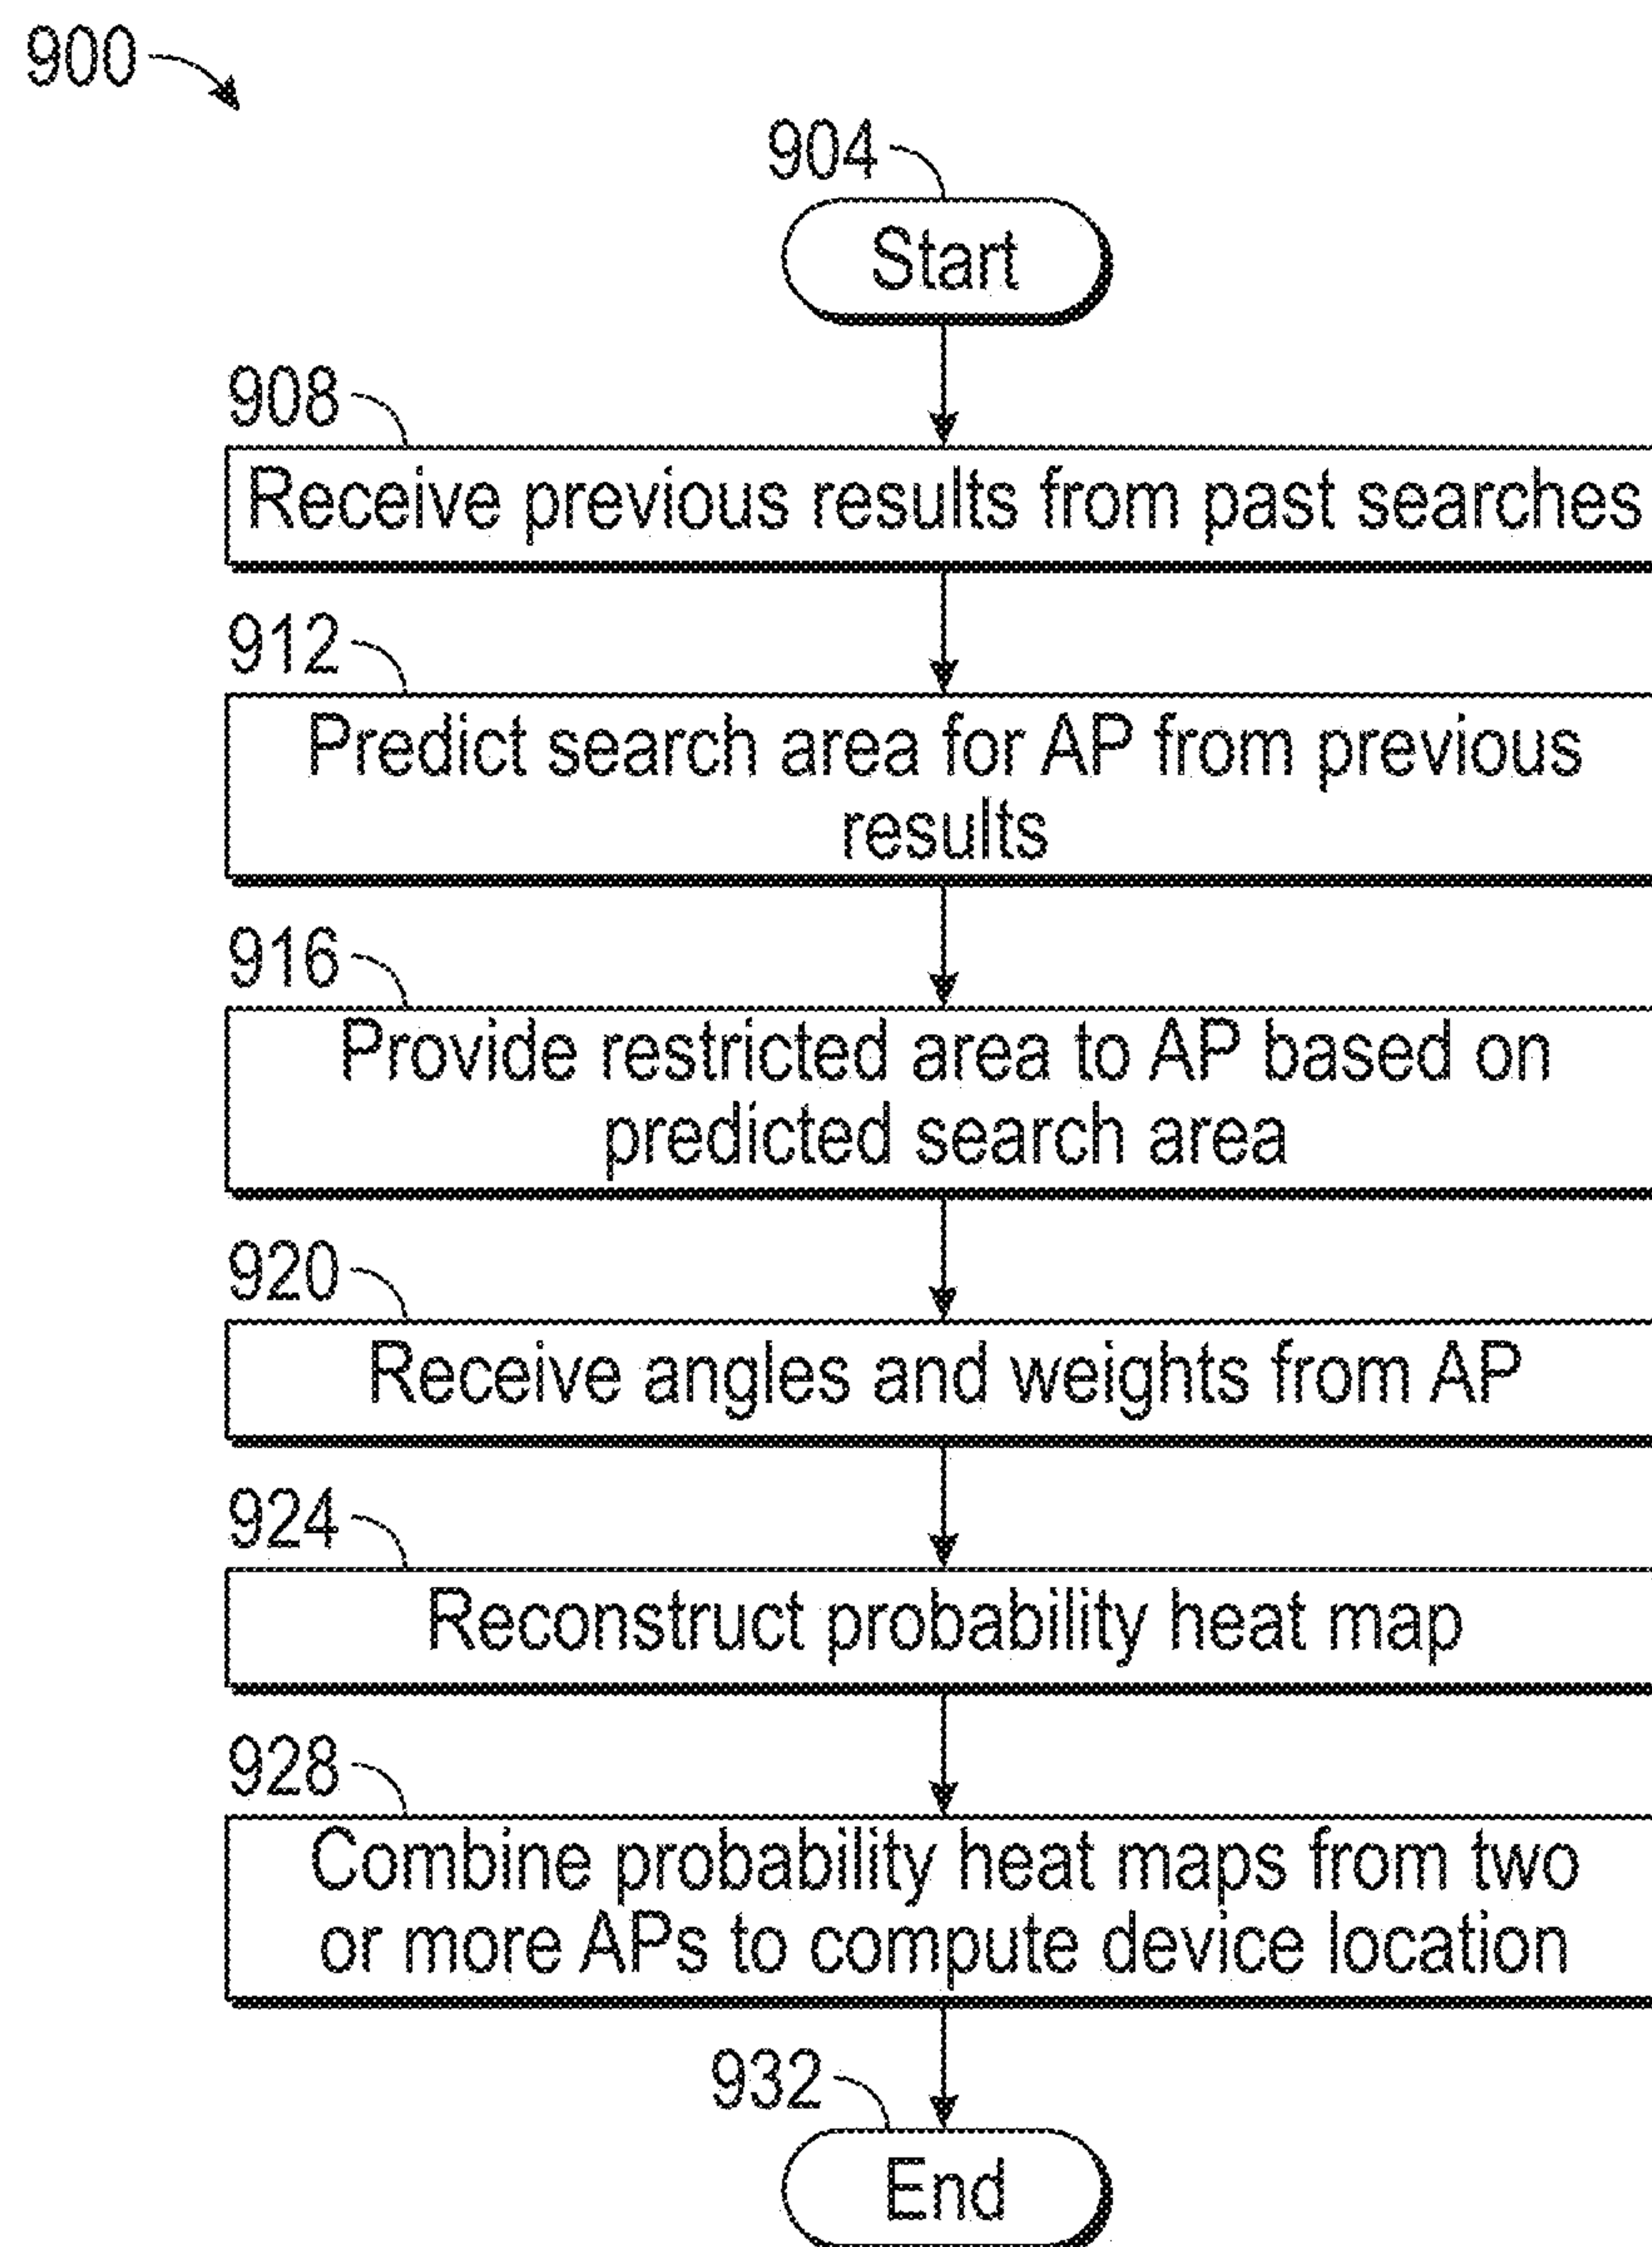 900
904
Start
908
Receive previous results from past searches
912
Predict search area for AP from previous
results
916
Provide restricted area to AP based on
predicted search area
920
Receive angles and weights from AP
924
Reconstruct probability heat map
928
Combine probability heat maps from two
or more APs to compute device location
932
End